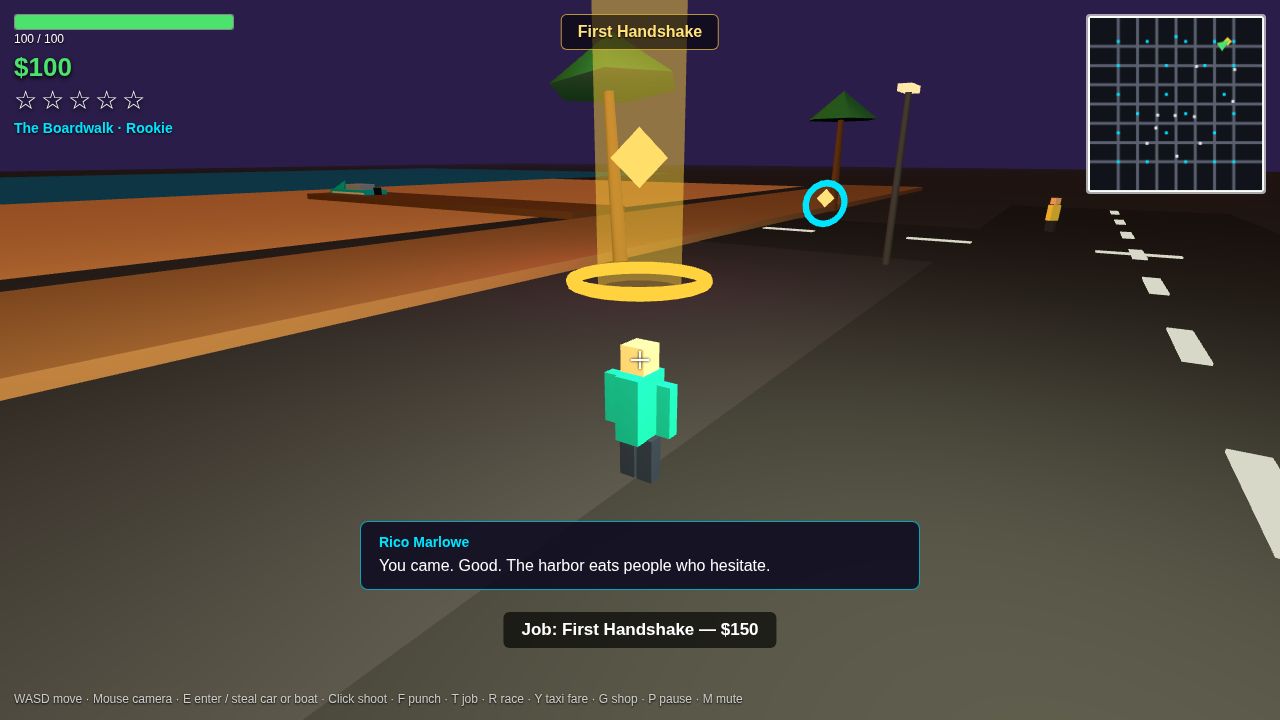 First Handshake
100 / 100
$100
☆☆☆☆☆
The Boardwalk · Rookie
Rico Marlowe
You came. Good. The harbor eats people who hesitate.
Job: First Handshake — $150
WASD move · Mouse camera · E enter / steal car or boat · Click shoot · F punch · T job · R race · Y taxi fare · G shop · P pause · M mute